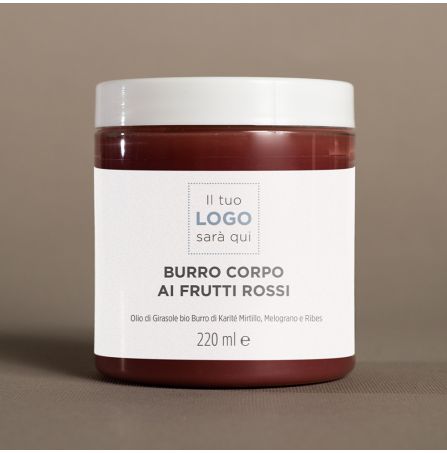 Il tuo
LOGO
sarà qui
BURRO CORPO
AI FRUTTI ROSSI
Olio di Girasole bio Burro di Karité Mirtillo, Melograno e Ribes
220 ml ℮